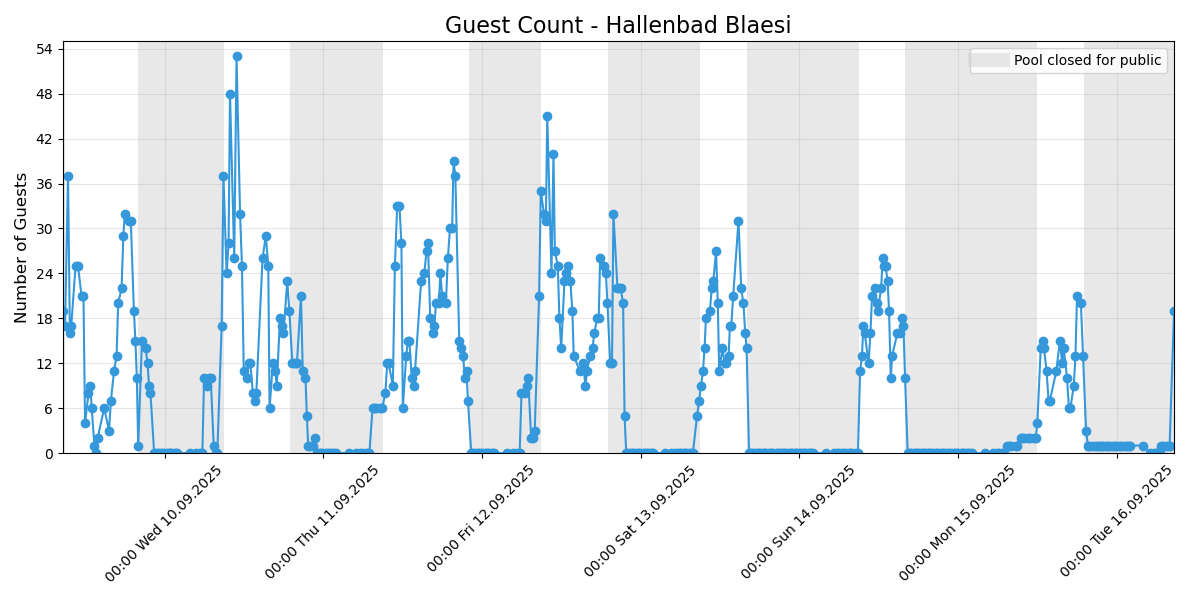 Guest Count - Hallenbad Blaesi
Pool closed for public
Number of Guests
54
48
42
36
30
24
18
12
6
0
00:00 Wed 10.09.2025
00:00 Thu 11.09.2025
00:00 Fri 12.09.2025
00:00 Sat 13.09.2025
00:00 Sun 14.09.2025
00:00 Mon 15.09.2025
00:00 Tue 16.09.2025